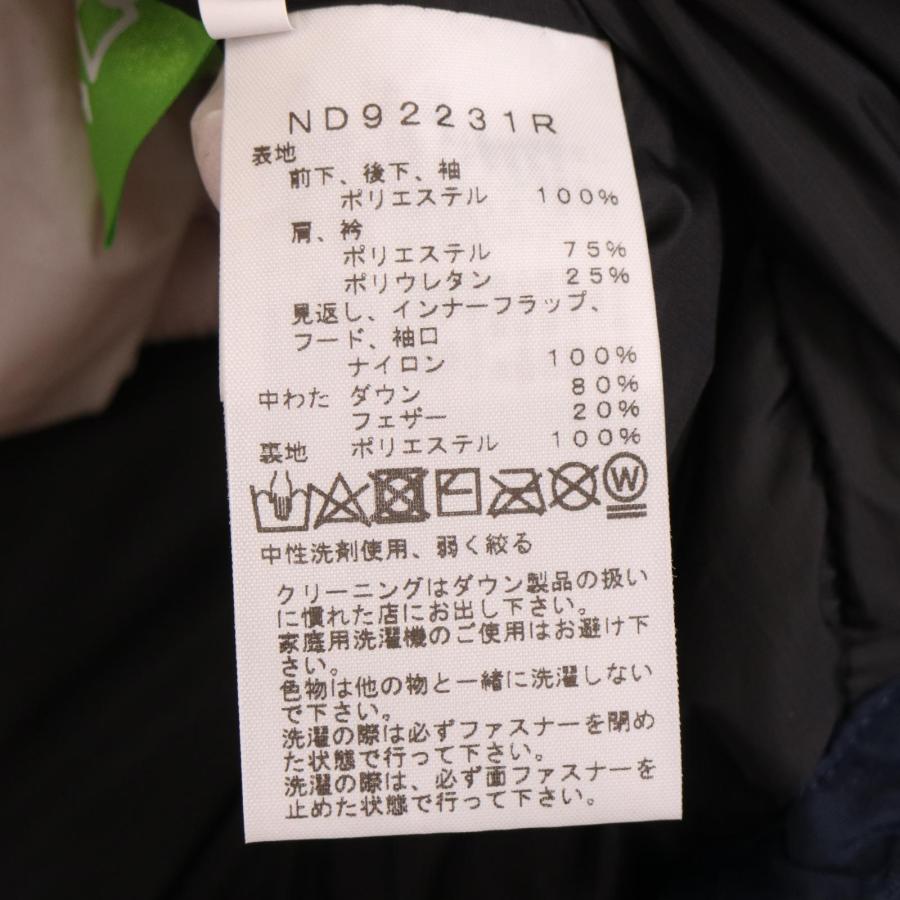 ND92231R
表地
前下、後下、袖
ポリエステル 100%
肩、衿
ポリエステル 75%
ポリウレタン 25%
見返し、インナーフラップ、
フード、袖口
ナイロン 100%
中わた ダウン 80%
フェザー 20%
裏地 ポリエステル 100%
W
中性洗剤使用、弱く絞る
クリーニングはダウン製品の扱い
に慣れた店にお出し下さい。
家庭用洗濯機のご使用はお避け下
さい。
色物は他の物と一緒に洗濯しない
で下さい。
洗濯の際は必ずファスナーを閉め
た状態で行って下さい。
洗濯の際は、必ず面ファスナーを
止めた状態で行って下さい。